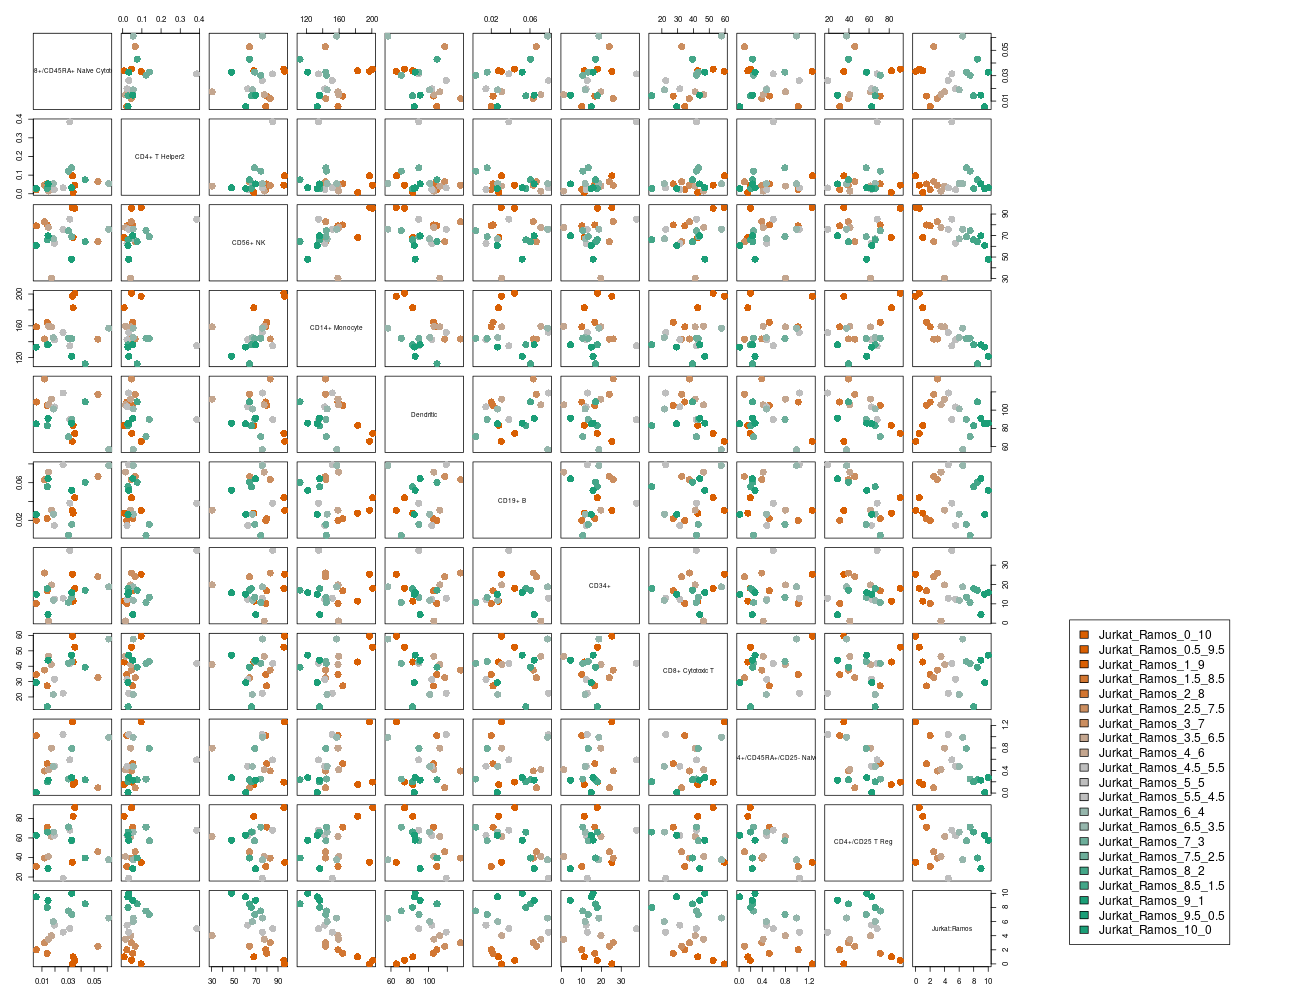 0.0 0.1 0.2 0.3 0.4 120 160 200 0.02 0.06 20 30 40 50 60 20 40 60 80
8+/CD45RA+ Naive Cytot
0.01 0.03 0.05
CD4+ T Helper2
0.0 0.1 0.2 0.3 0.4
CD56+ NK
30 50 70 90
CD14+ Monocyte
120 160 200
Dendritic
60 80 100
CD19+ B
0.02 0.06
CD34+
0 10 20 30
CD8+ Cytotoxic T
20 30 40 50 60
4+/CD45RA+/CD25- Naiv
0.0 0.4 0.8 1.2
CD4+/CD25 T Reg
20 40 60 80
Jurkat:Ramos
0 2 4 6 8 10
0.01 0.03 0.05 30 50 70 90 60 80 100 0 10 20 30 0.0 0.4 0.8 1.2 0 2 4 6 8 10
Jurkat_Ramos_0_10
Jurkat_Ramos_0.5_9.5
Jurkat_Ramos_1_9
Jurkat_Ramos_1.5_8.5
Jurkat_Ramos_2_8
Jurkat_Ramos_2.5_7.5
Jurkat_Ramos_3_7
Jurkat_Ramos_3.5_6.5
Jurkat_Ramos_4_6
Jurkat_Ramos_4.5_5.5
Jurkat_Ramos_5_5
Jurkat_Ramos_5.5_4.5
Jurkat_Ramos_6_4
Jurkat_Ramos_6.5_3.5
Jurkat_Ramos_7_3
Jurkat_Ramos_7.5_2.5
Jurkat_Ramos_8_2
Jurkat_Ramos_8.5_1.5
Jurkat_Ramos_9_1
Jurkat_Ramos_9.5_0.5
Jurkat_Ramos_10_0